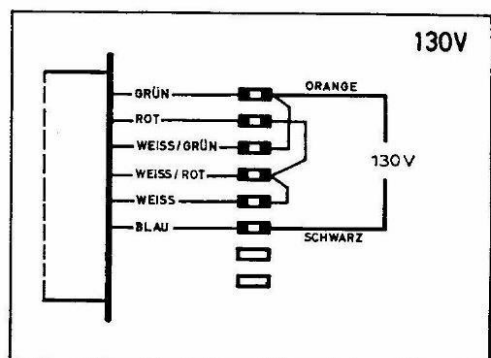 130V
GRÜN
ORANGE
ROT
WEISS/GRÜN
WEISS/ROT
130V
WEISS
BLAU
SCHWARZ